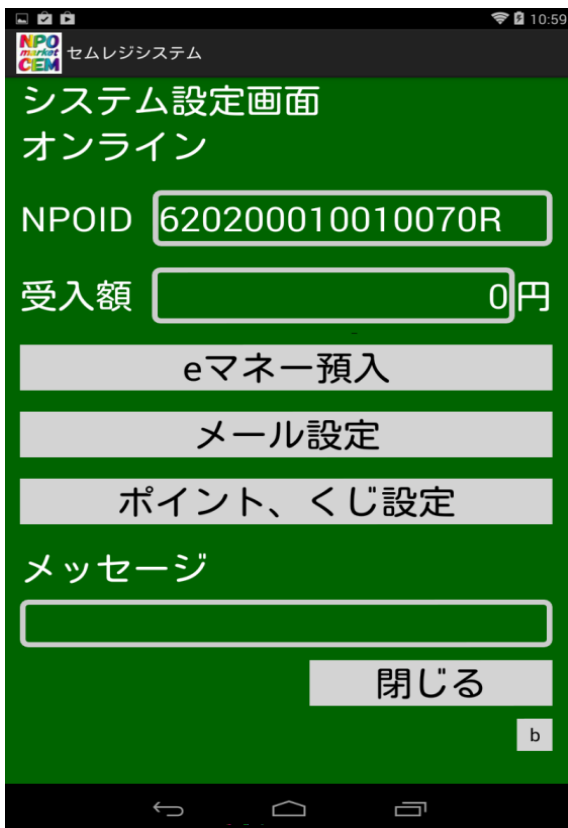 10:59
NPO
market
CEM
セムレジシステム
システム設定画面
オンライン
NPOID 620200010010070R
受入額 0円
eマネー預入
メール設定
ポイント、くじ設定
メッセージ
閉じる
b